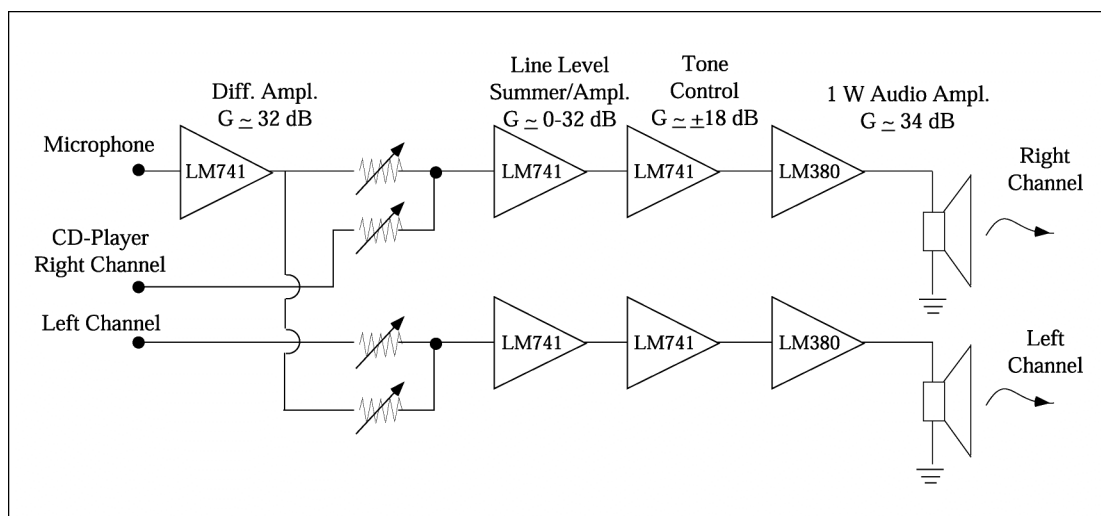 Diff. Ampl.
G ≃ 32 dB
Line Level
Summer/Ampl.
G ≃ 0-32 dB
Tone
Control
G ≃ ±18 dB
1 W Audio Ampl.
G ≃ 34 dB
Microphone
LM741
LM741
LM741
LM380
Right
Channel
CD-Player
Right Channel
Left Channel
LM741
LM741
LM380
Left
Channel